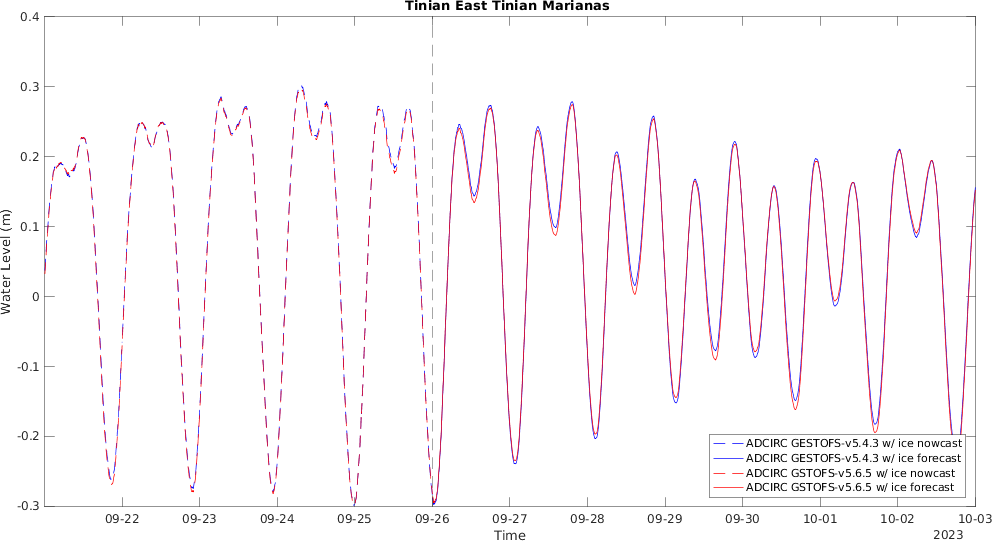 Tinian East Tinian Marianas
0.4
0.3
0.2
0.1
0
-0.1
-0.2
-0.3
Water Level (m)
ADCIRC GESTOFS-v5.4.3 w/ ice nowcast
ADCIRC GESTOFS-v5.4.3 w/ ice forecast
ADCIRC GSTOFS-v5.6.5 w/ ice nowcast
ADCIRC GSTOFS-v5.6.5 w/ ice forecast
09-22 09-23 09-24 09-25 09-26 09-27 09-28 09-29 09-30 10-01 10-02 10-03
Time
2023